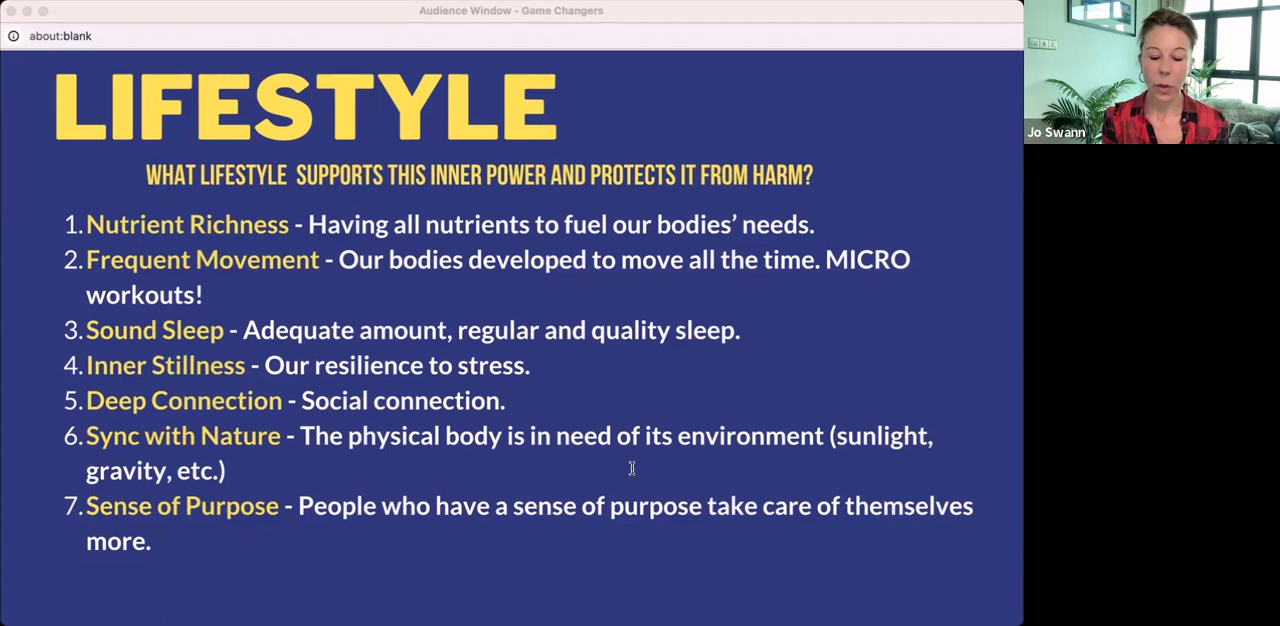 Audience Window - Game Changers
about:blank
LIFESTYLE
WHAT LIFESTYLE SUPPORTS THIS INNER POWER AND PROTECTS IT FROM HARM?
1. Nutrient Richness - Having all nutrients to fuel our bodies’ needs.
2. Frequent Movement - Our bodies developed to move all the time. MICRO
workouts!
3. Sound Sleep - Adequate amount, regular and quality sleep.
4. Inner Stillness - Our resilience to stress.
5. Deep Connection - Social connection.
6. Sync with Nature - The physical body is in need of its environment (sunlight,
gravity, etc.)
7. Sense of Purpose - People who have a sense of purpose take care of themselves
more.
Jo Swann